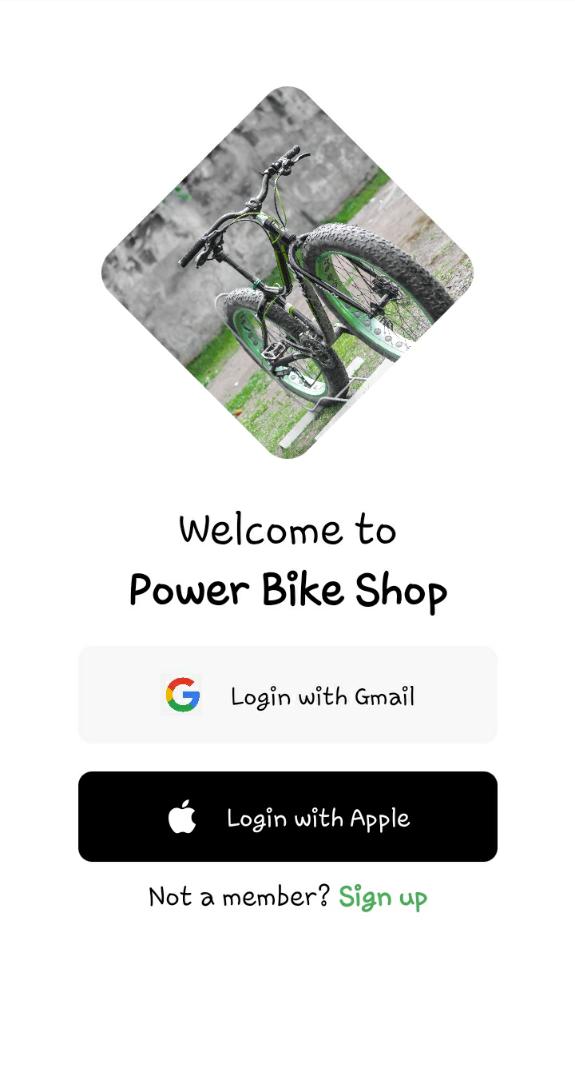 Welcome to
Power Bike Shop
Login with Gmail
Login with Apple
Not a member? Sign up